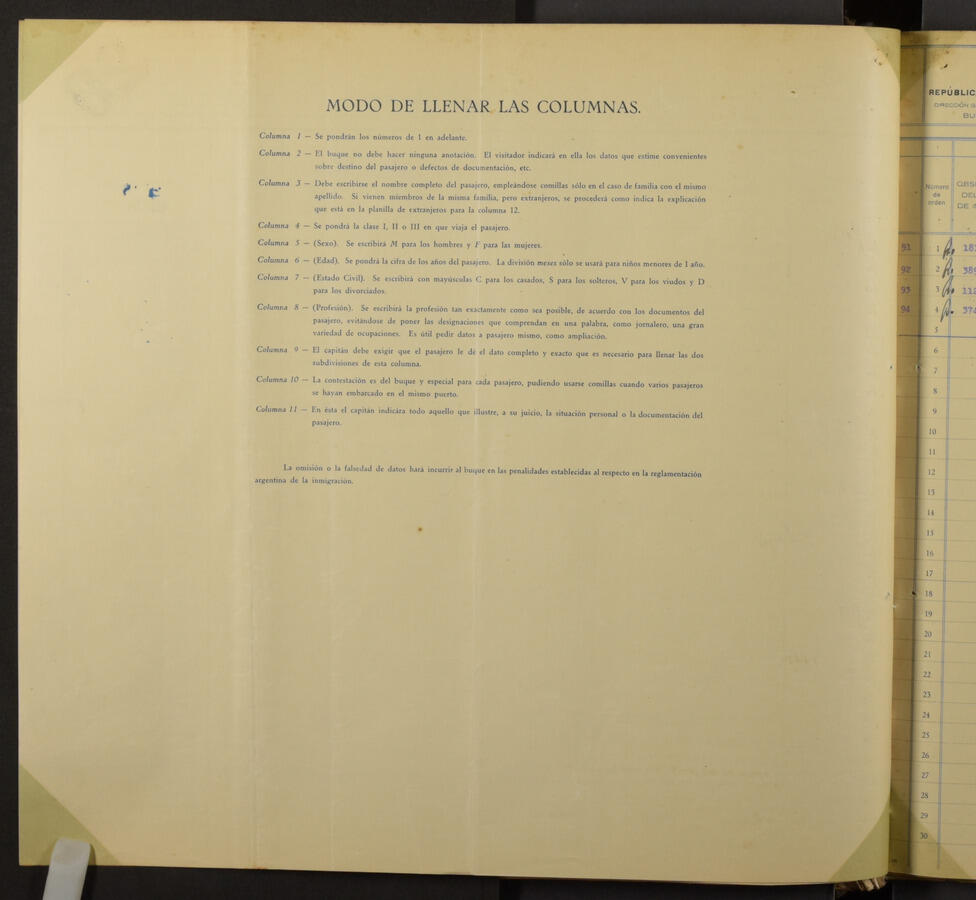 MODO DE LLENAR LAS COLUMNAS.
Columna 1 — Se pondrán los números de 1 en adelante.
Columna 2 — El buque no debe hacer ninguna anotación. El visitador indicará en ella los datos que estime convenientes
sobre destino del pasajero o defectos de documentación, etc.
Columna 3 — Debe escribirse el nombre completo del pasajero, empleándose comillas sólo en el caso de familia con el mismo
apellido. Si vienen miembros de la misma familia, pero extranjeros, se procederá como indica la explicación
que está en la planilla de extranjeros para la columna 12.
Columna 4 — Se pondrá la clase I, II o III en que viaja el pasajero.
Columna 5 — (Sexo). Se escribirá M para los hombres y F para las mujeres.
Columna 6 — (Edad). Se pondrá la cifra de los años del pasajero. La división meses sólo se usará para niños menores de 1 año.
Columna 7 — (Estado Civil). Se escribirá con mayúsculas C para los casados, S para los solteros, V para los viudos y D
para los divorciados.
Columna 8 — (Profesión). Se escribirá la profesión tan exactamente como sea posible, de acuerdo con los documentos del
pasajero, evitándose de poner las designaciones que comprendan en una palabra, como jornalero, una gran
variedad de ocupaciones. Es útil pedir datos a pasajero mismo, como ampliación.
Columna 9 — El capitán debe exigir que el pasajero le dé el dato completo y exacto que es necesario para llenar las dos
subdivisiones de esta columna.
Columna 10 — La contestación es del buque y especial para cada pasajero, pudiendo usarse comillas cuando varios pasajeros
se hayan embarcado en el mismo puerto.
Columna 11 — En ésta el capitán indicára todo aquello que illustre, a su juicio, la situación personal o la documentación del
pasajero.
La omisión o la falsedad de datos hará incurrir al buque en las penalidades establecidas al respecto en la reglamentación
argentina de la inmigración.
REPÚBLIC
DIRECCIÓN G
BU
1
Número
de
orden
OBS
DEL
DE
91 1 18
92 2 389
93 3 112
94 4 374
5
6
7
8
9
10
11
12
13
14
15
16
17
18
19
20
21
22
23
24
25
26
27
28
29
30